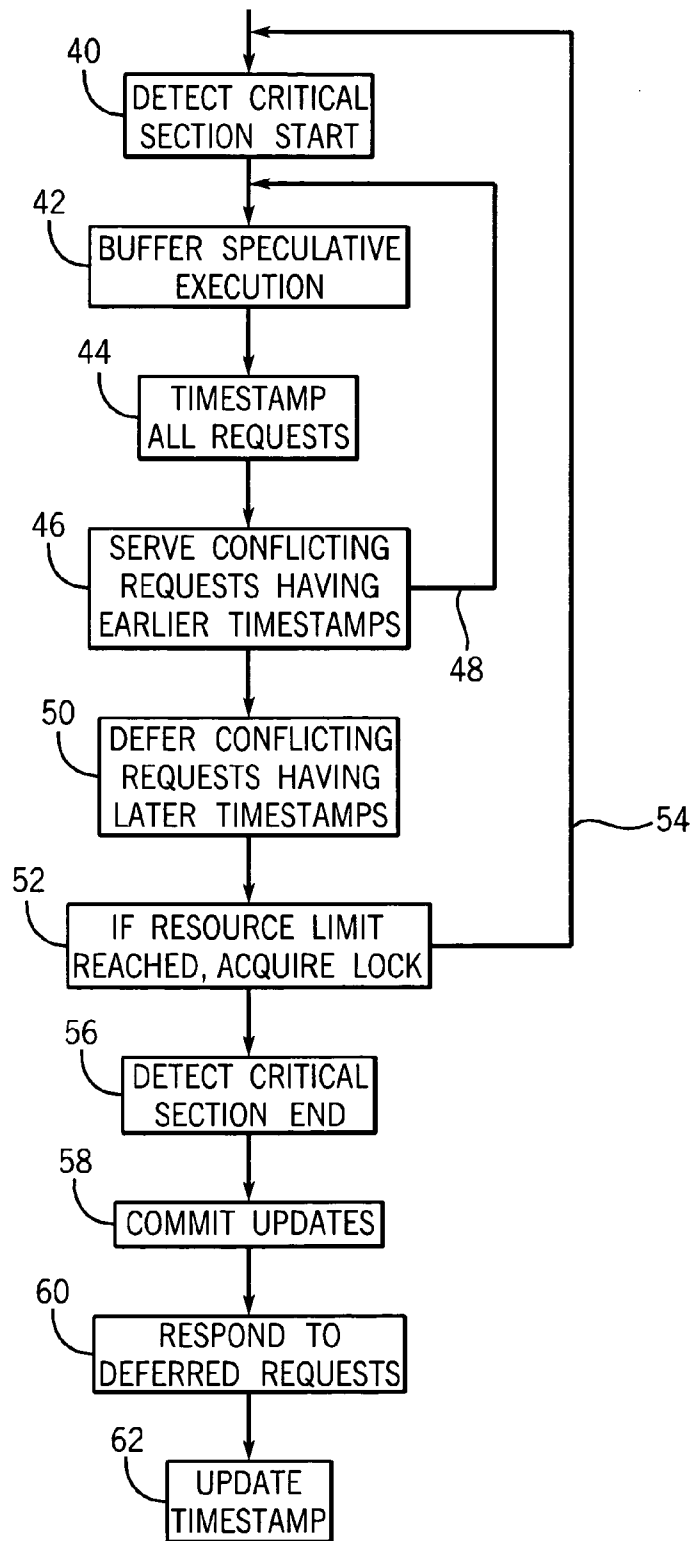 40
DETECT CRITICAL
SECTION START
42
BUFFER SPECULATIVE
EXECUTION
44
TIMESTAMP
ALL REQUESTS
46
SERVE CONFLICTING
REQUESTS HAVING
EARLIER TIMESTAMPS
48
50
DEFER CONFLICTING
REQUESTS HAVING
LATER TIMESTAMPS
54
52
IF RESOURCE LIMIT
REACHED, ACQUIRE LOCK
56
DETECT CRITICAL
SECTION END
58
COMMIT UPDATES
60
RESPOND TO
DEFERRED REQUESTS
62
UPDATE
TIMESTAMP